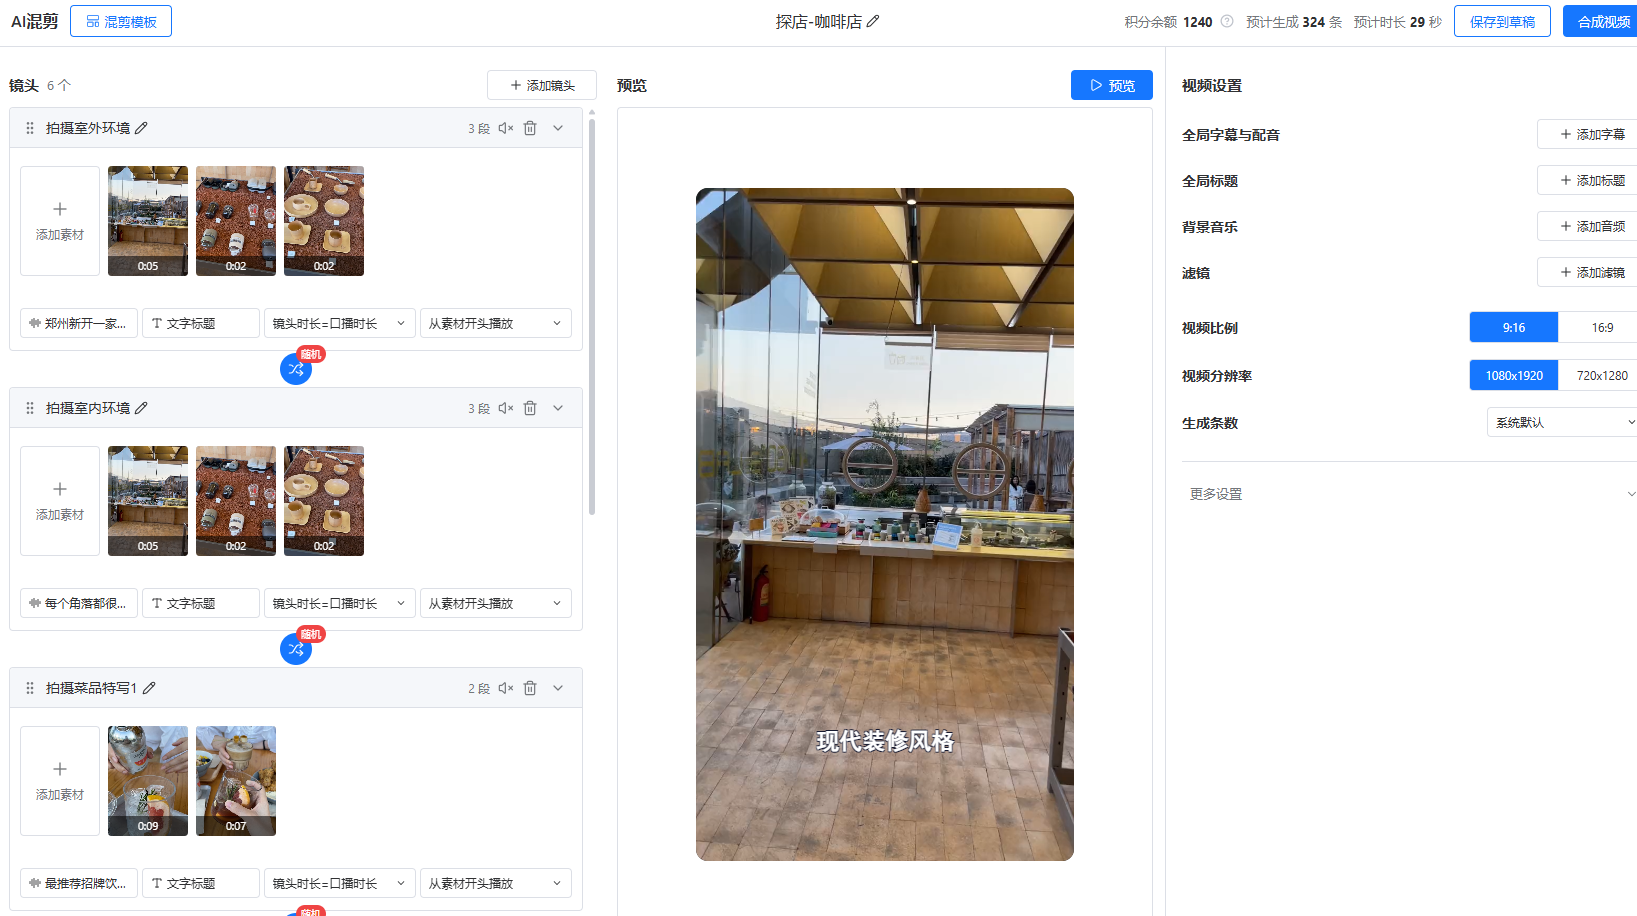 AI混剪 混剪模板 探店-咖啡店 积分余额 1240 预计生成 324 条 预计时长 29 秒 保存到草稿 合成视频
镜头 6 个 添加镜头
拍摄室外环境 3 段
添加素材 0:05 0:02 0:02
郑州新开一家... 文字标题 镜头时长=口播时长 从素材开头播放
随机
拍摄室内环境 3 段
添加素材 0:05 0:02 0:02
每个角落都很... 文字标题 镜头时长=口播时长 从素材开头播放
随机
拍摄菜品特写1 2 段
添加素材 0:09 0:07
最推荐招牌饮... 文字标题 镜头时长=口播时长 从素材开头播放
随机
预览 预览
现代装修风格
视频设置
全局字幕与配音 添加字幕
全局标题 添加标题
背景音乐 添加音频
滤镜 添加滤镜
视频比例 9:16 16:9
视频分辨率 1080x1920 720x1280
生成条数 系统默认
更多设置